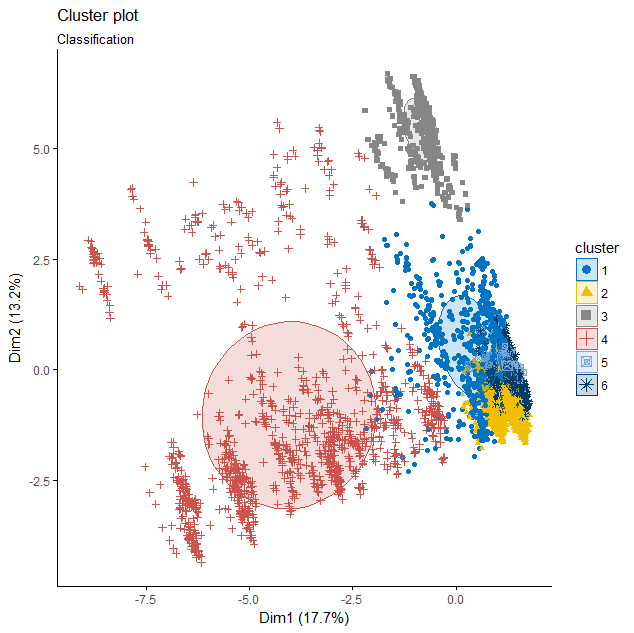 Cluster plot
Classification
5.0
2.5
0.0
-2.5
Dim2 (13.2%)
-7.5
-5.0
-2.5
0.0
Dim1 (17.7%)
cluster
1
2
3
4
5
6